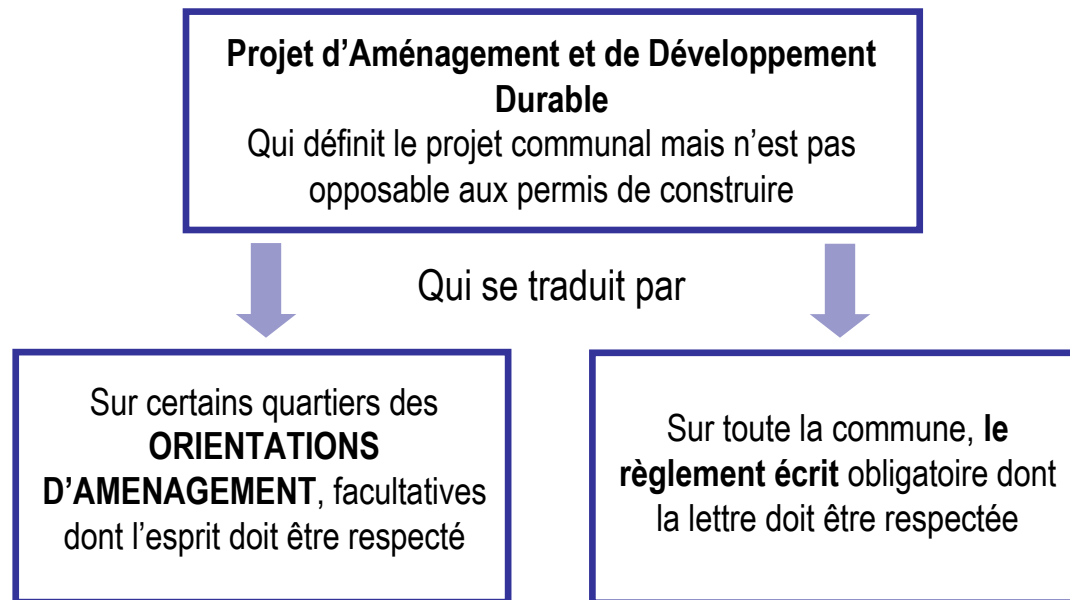 Projet d’Aménagement et de Développement
Durable
Qui définit le projet communal mais n’est pas
opposable aux permis de construire
Qui se traduit par
Sur certains quartiers des
ORIENTATIONS
D’AMENAGEMENT, facultatives
dont l’esprit doit être respecté
Sur toute la commune, le
règlement écrit obligatoire dont
la lettre doit être respectée